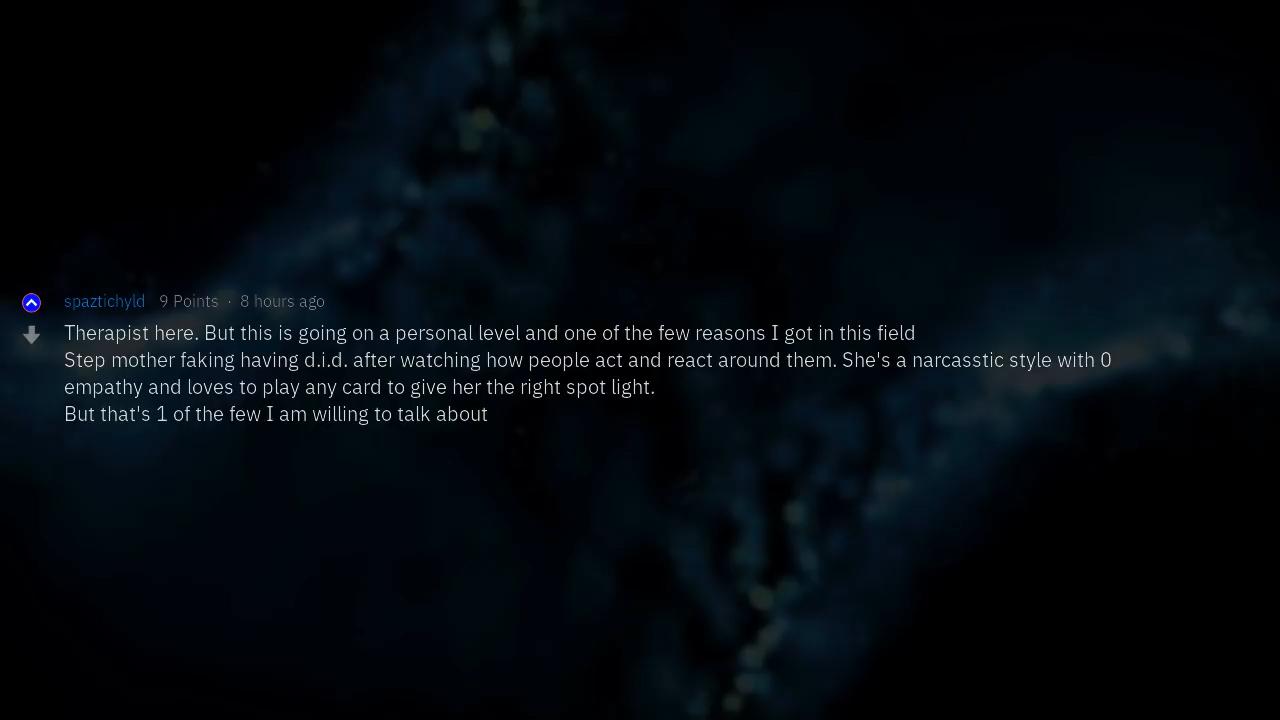 spaztichyld 9 Points · 8 hours ago
Therapist here. But this is going on a personal level and one of the few reasons I got in this field
Step mother faking having d.i.d. after watching how people act and react around them. She's a narcasstic style with 0
empathy and loves to play any card to give her the right spot light.
But that's 1 of the few I am willing to talk about